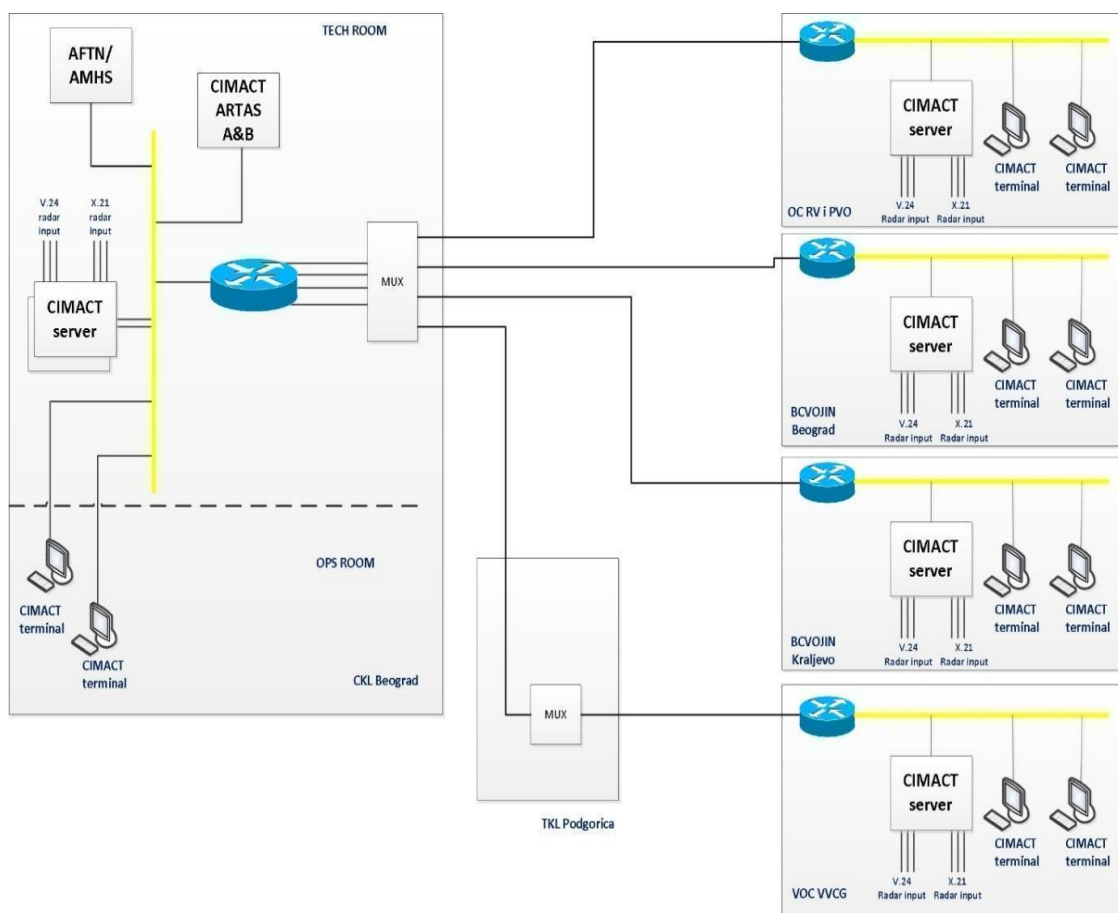 TECH ROOM
AFTN/
AMHS
CIMACT
ARTAS
A&B
V.24
radar
input
X.21
radar
input
CIMACT
server
MUX
OPS ROOM
CIMACT
terminal
CIMACT
terminal
CKL Beograd
MUX
TKL Podgorica
CIMACT
server
CIMACT
terminal
CIMACT
terminal
V.24
Radar input
X.21
Radar input
OC RV i PVO
CIMACT
server
CIMACT
terminal
CIMACT
terminal
V.24
Radar input
X.21
Radar input
BCVOJIN
Beograd
CIMACT
server
CIMACT
terminal
CIMACT
terminal
V.24
Radar input
X.21
Radar input
BCVOJIN
Kraljevo
CIMACT
server
CIMACT
terminal
CIMACT
terminal
V.24
Radar input
X.21
Radar input
VOC VVCG